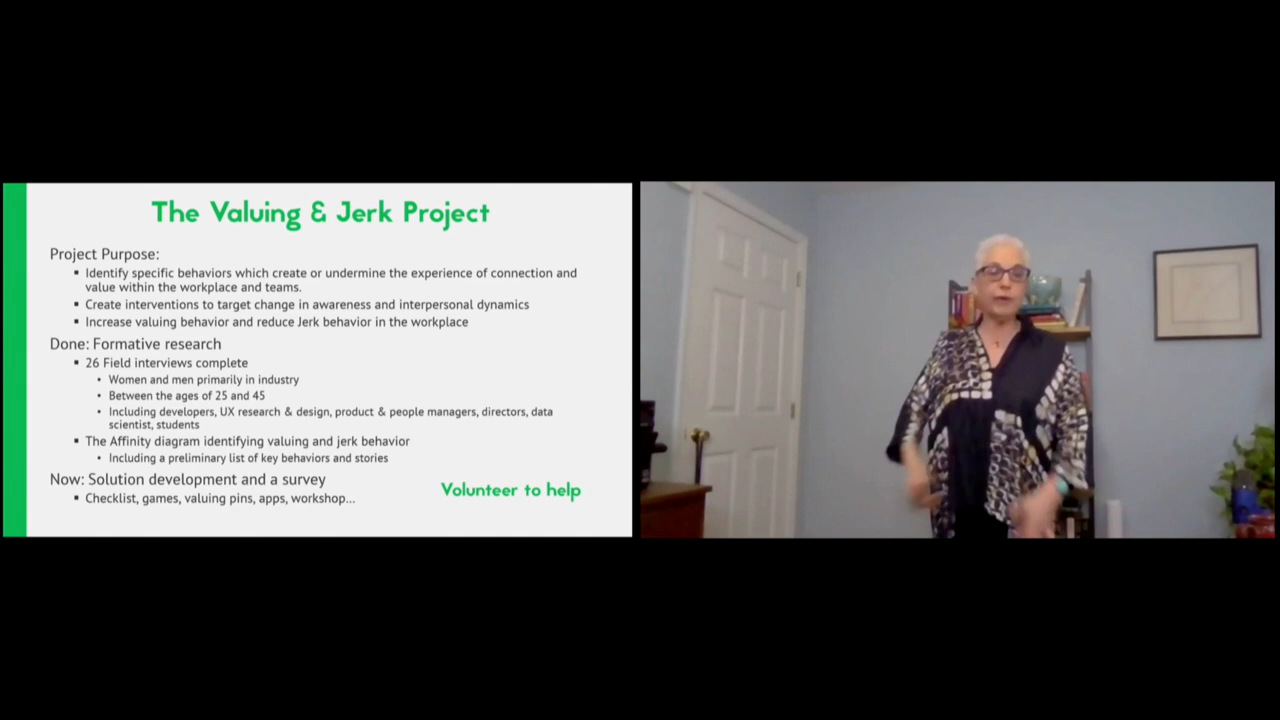 The Valuing & Jerk Project
Project Purpose:
▪ Identify specific behaviors which create or undermine the experience of connection and
value within the workplace and teams.
▪ Create interventions to target change in awareness and interpersonal dynamics
▪ Increase valuing behavior and reduce Jerk behavior in the workplace
Done: Formative research
▪ 26 Field interviews complete
• Women and men primarily in industry
• Between the ages of 25 and 45
• Including developers, UX research & design, product & people managers, directors, data
scientist, students
▪ The Affinity diagram identifying valuing and jerk behavior
• Including a preliminary list of key behaviors and stories
Now: Solution development and a survey
▪ Checklist, games, valuing pins, apps, workshop...
Volunteer to help